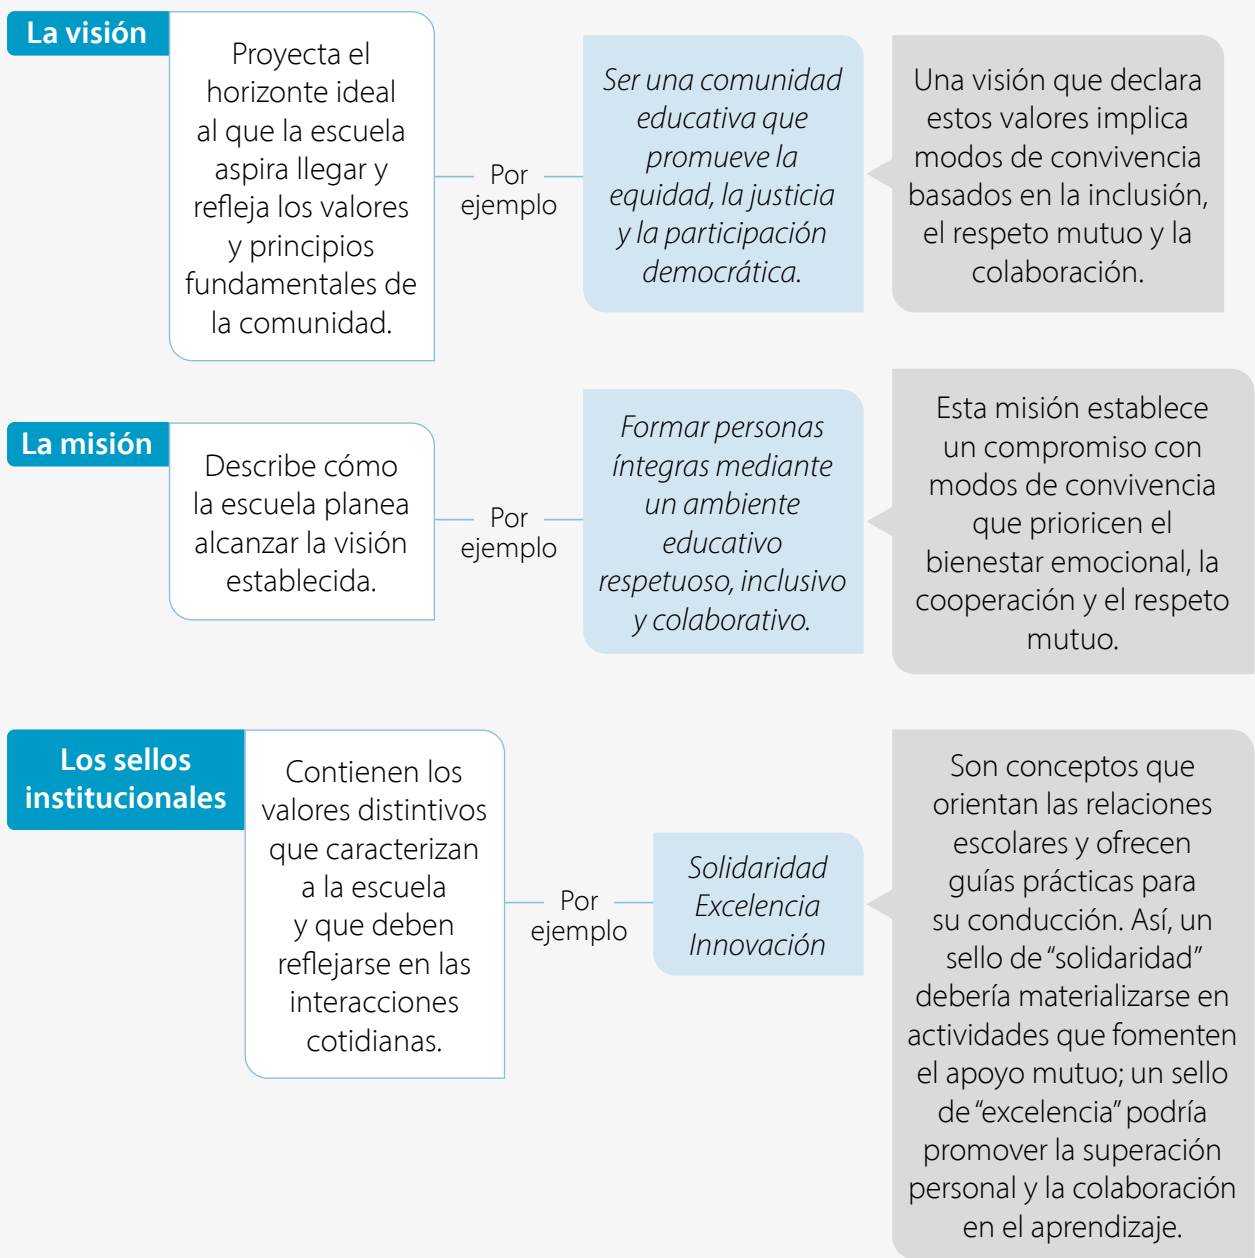 La visión
Proyecta el
horizonte ideal
al que la escuela
aspira llegar y
refleja los valores
y principios
fundamentales de
la comunidad.
Por
ejemplo
Ser una comunidad
educativa que
promueve la
equidad, la justicia
y la participación
democrática.
Una visión que declara
estos valores implica
modos de convivencia
basados en la inclusión,
el respeto mutuo y la
colaboración.
La misión
Describe cómo
la escuela planea
alcanzar la visión
establecida.
Por
ejemplo
Formar personas
íntegras mediante
un ambiente
educativo
respetuoso, inclusivo
y colaborativo.
Esta misión establece
un compromiso con
modos de convivencia
que prioricen el
bienestar emocional, la
cooperación y el respeto
mutuo.
Los sellos
institucionales
Contienen los
valores distintivos
que caracterizan
a la escuela
y que deben
reflejarse en las
interacciones
cotidianas.
Por
ejemplo
Solidaridad
Excelencia
Innovación
Son conceptos que
orientan las relaciones
escolares y ofrecen
guías prácticas para
su conducción. Así, un
sello de “solidaridad”
debería materializarse en
actividades que fomenten
el apoyo mutuo; un sello
de “excelencia” podría
promover la superación
personal y la colaboración
en el aprendizaje.